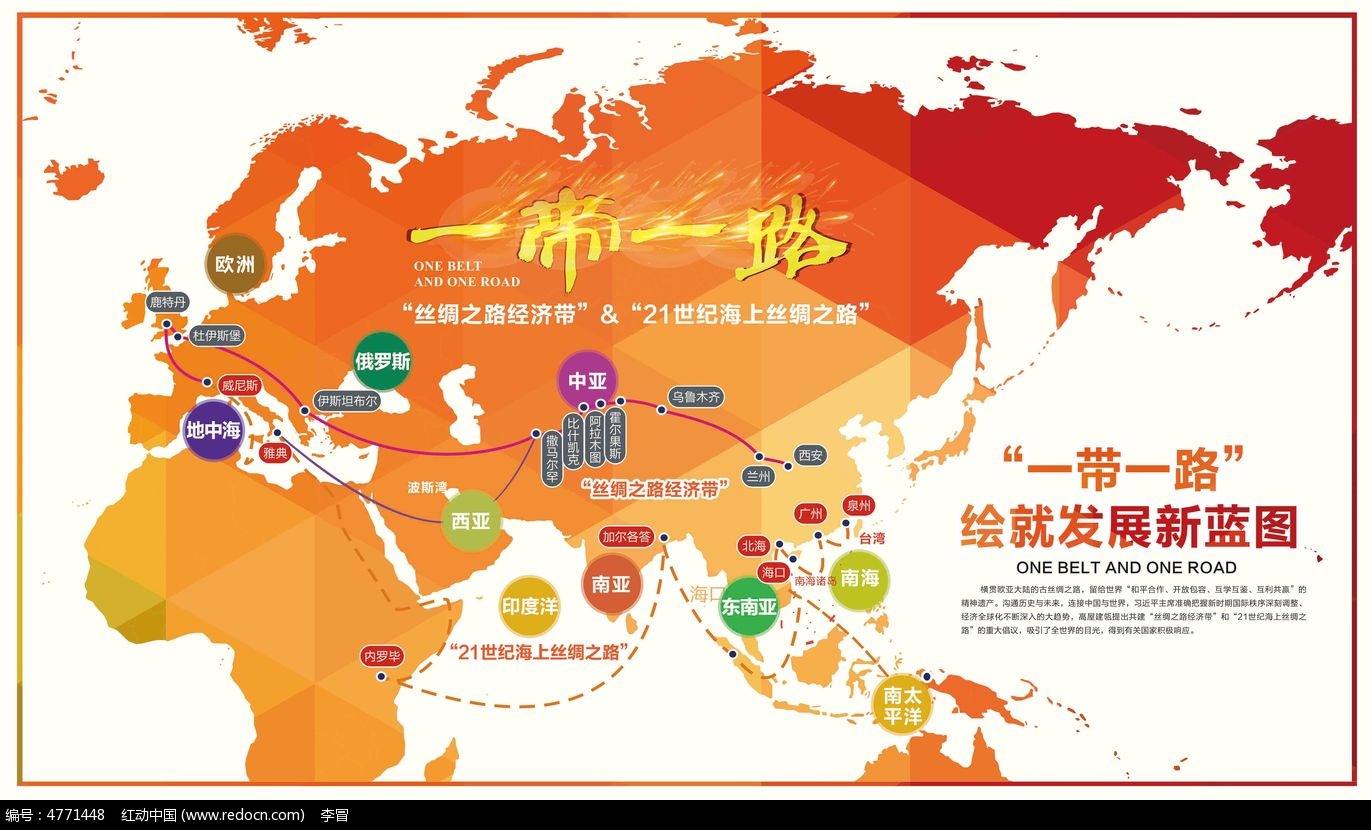 一带一路
ONE BELT
AND ONE ROAD
“丝绸之路经济带”&“21世纪海上丝绸之路”
欧洲
鹿特丹
杜伊斯堡
俄罗斯
中亚
威尼斯
伊斯坦布尔
乌鲁木齐
地中海
雅典
撒马尔罕
比什凯克
阿拉木图
霍尔果斯
兰州
西安
波斯湾
“丝绸之路经济带”
西亚
加尔各答
广州
泉州
北海
台湾
海口
南海诸岛
南海
南亚
印度洋
海口
东南亚
“21世纪海上丝绸之路”
内罗毕
南太
平洋
“一带一路”
绘就发展新蓝图
ONE BELT AND ONE ROAD
横贯欧亚大陆的古丝绸之路，留给世界“和平合作、开放包容、互学互鉴、互利共赢”的
精神遗产。沟通历史与未来，连接中国与世界，习近平主席准确把握新时期国际秩序深刻调整、
经济全球化不断深入的大趋势，高屋建瓴提出共建“丝绸之路经济带”和“21世纪海上丝绸之
路”的重大倡议，吸引了全世界的目光，得到有关国家积极响应。
编号：4771448 红动中国 (www.redocn.com) 李冒